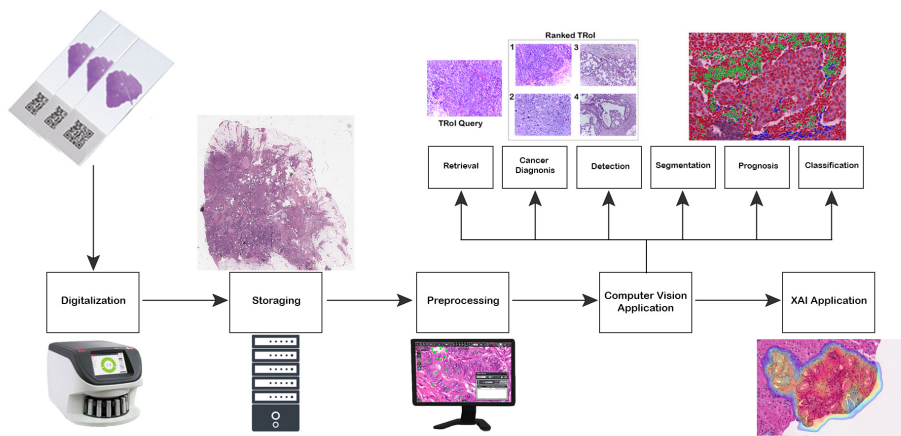 Ranked TRoI
1
3
2
4
TRoI Query
Retrieval
Cancer
Diagnonis
Detection
Segmentation
Prognosis
Classification
Digitalization
Storaging
Preprocessing
Computer Vision
Application
XAI Application